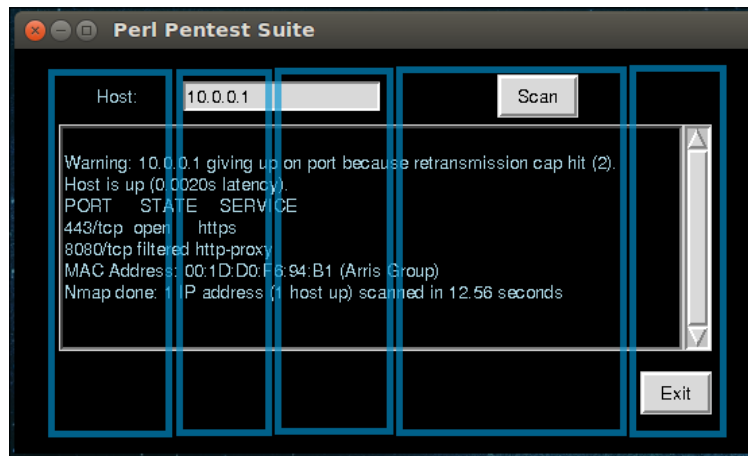 Perl Pentest Suite
Host: 10.0.0.1 Scan
Warning: 10.0.0.1 giving up on port because retransmission cap hit (2).
Host is up (0.0020s latency).
PORT STATE SERVICE
443/tcp open https
8080/tcp filtered http-proxy
MAC Address: 00:1D:D0:F6:94:B1 (Arris Group)
Nmap done: 1 IP address (1 host up) scanned in 12.56 seconds
Exit